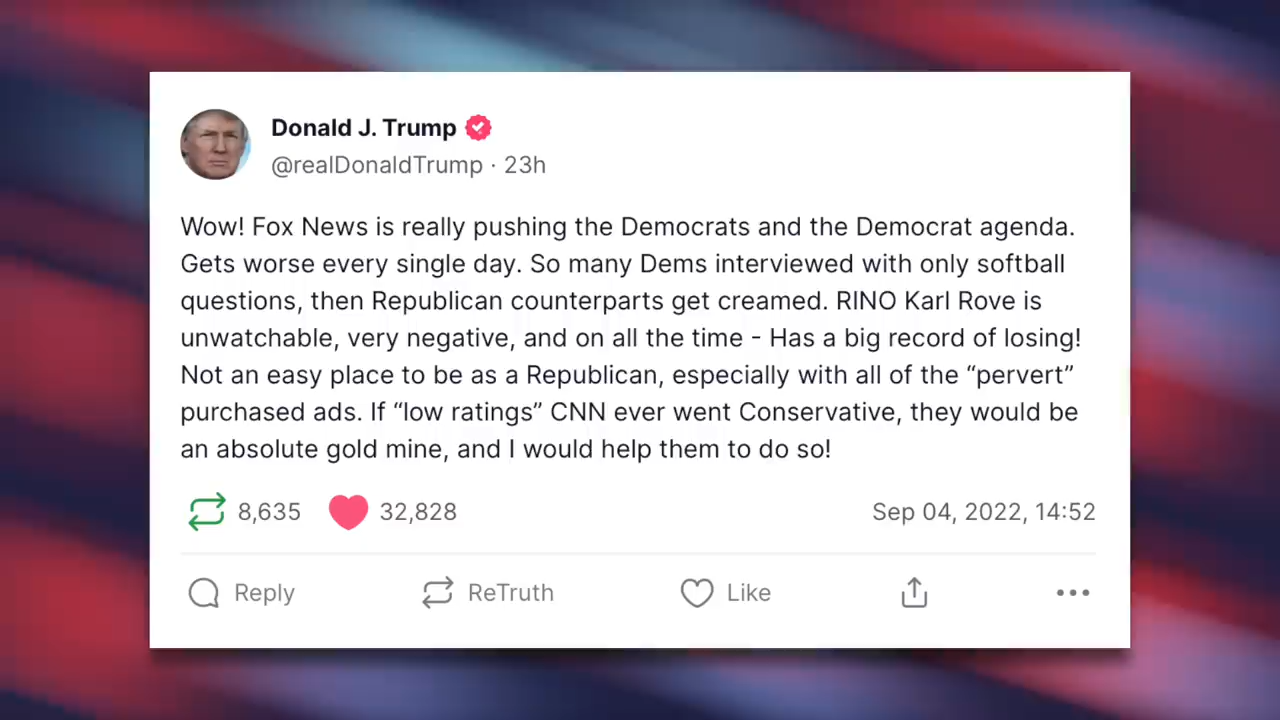 Donald J. Trump
@realDonaldTrump · 23h
Wow! Fox News is really pushing the Democrats and the Democrat agenda.
Gets worse every single day. So many Dems interviewed with only softball
questions, then Republican counterparts get creamed. RINO Karl Rove is
unwatchable, very negative, and on all the time - Has a big record of losing!
Not an easy place to be as a Republican, especially with all of the “pervert”
purchased ads. If “low ratings” CNN ever went Conservative, they would be
an absolute gold mine, and I would help them to do so!
8,635 32,828 Sep 04, 2022, 14:52
Reply ReTruth Like